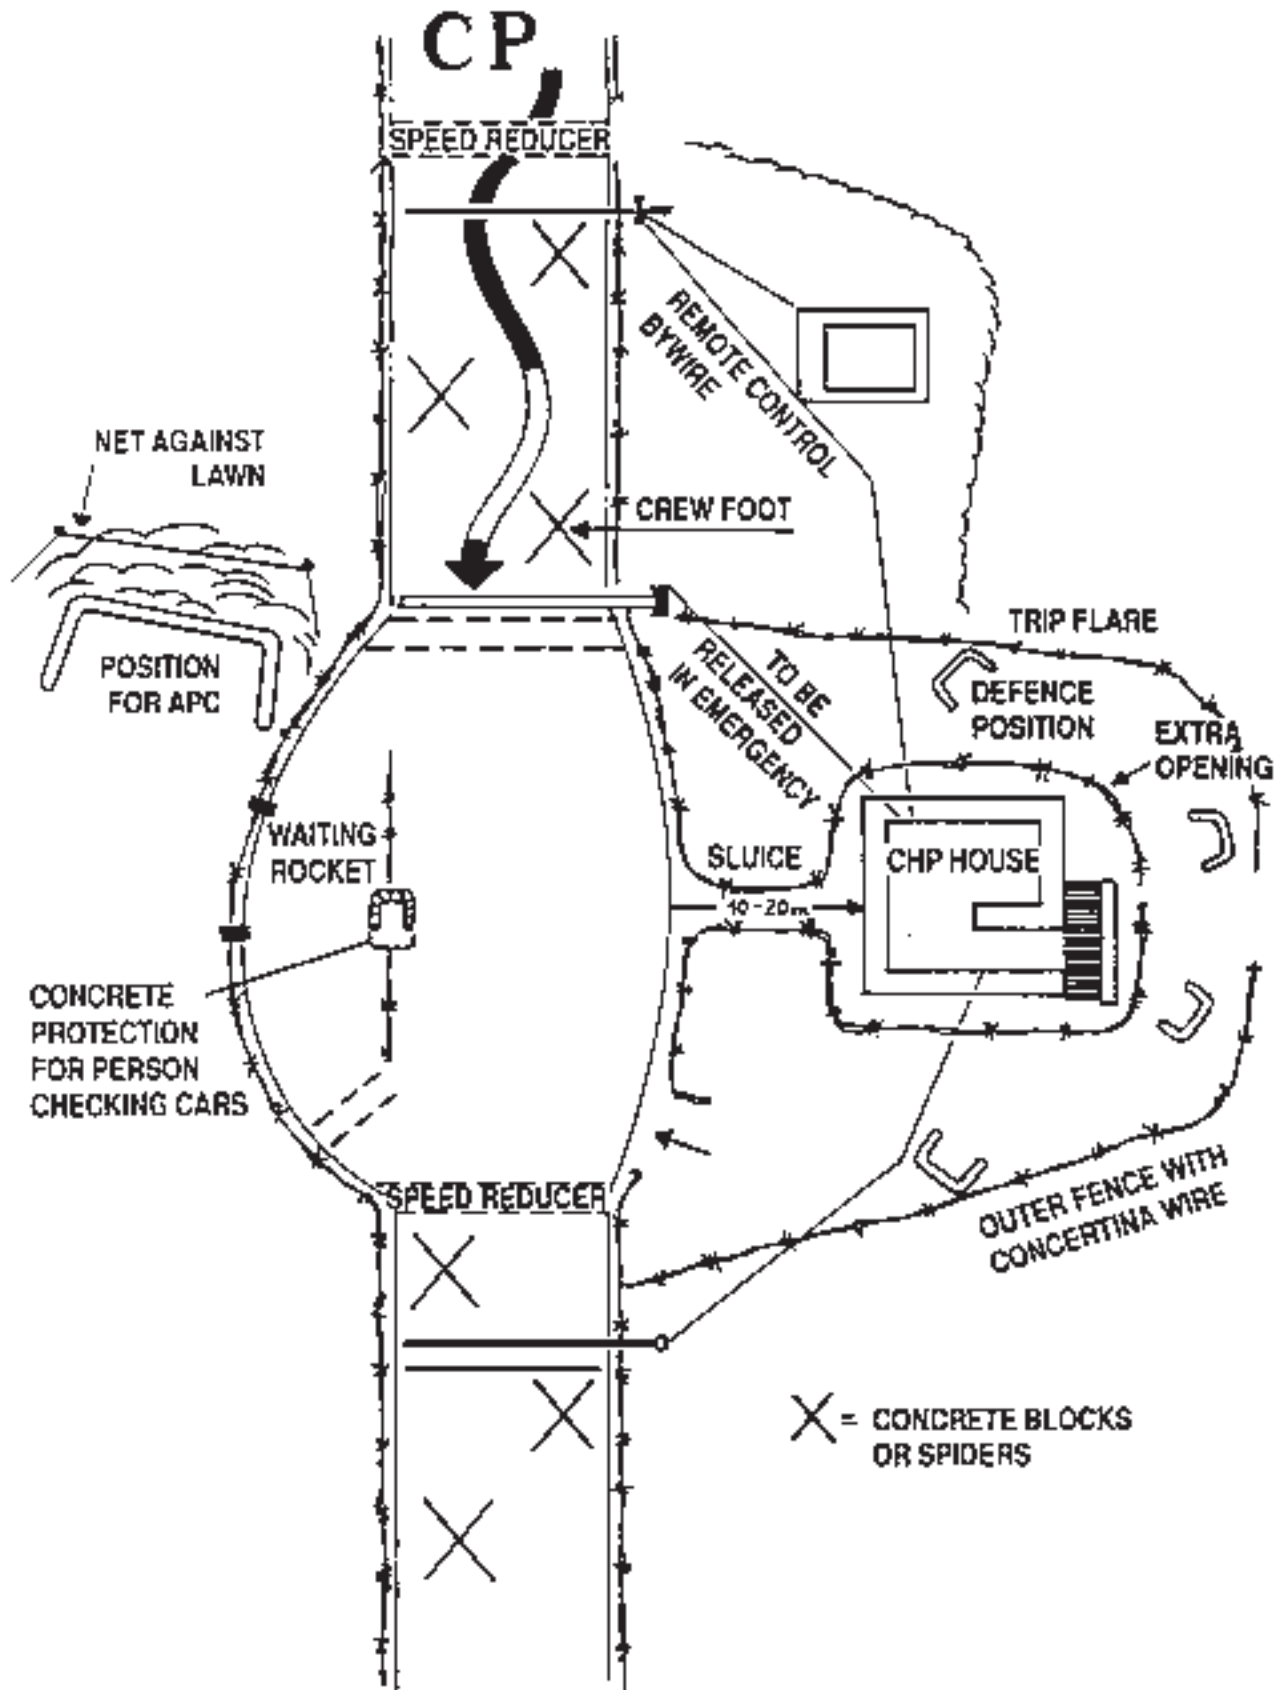 CP
SPEED REDUCER
REMOTE CONTROL
BYWIRE
NET AGAINST
LAWN
CREW FOOT
POSITION
FOR APC
TO BE
RELEASED
IN EMERGENCY
TRIP FLARE
DEFENCE
POSITION
EXTRA
OPENING
WAITING
ROCKET
SLUICE
CHP HOUSE
10-20m
CONCRETE
PROTECTION
FOR PERSON
CHECKING CARS
SPEED REDUCER
OUTER FENCE WITH
CONCERTINA WIRE
= CONCRETE BLOCKS
OR SPIDERS